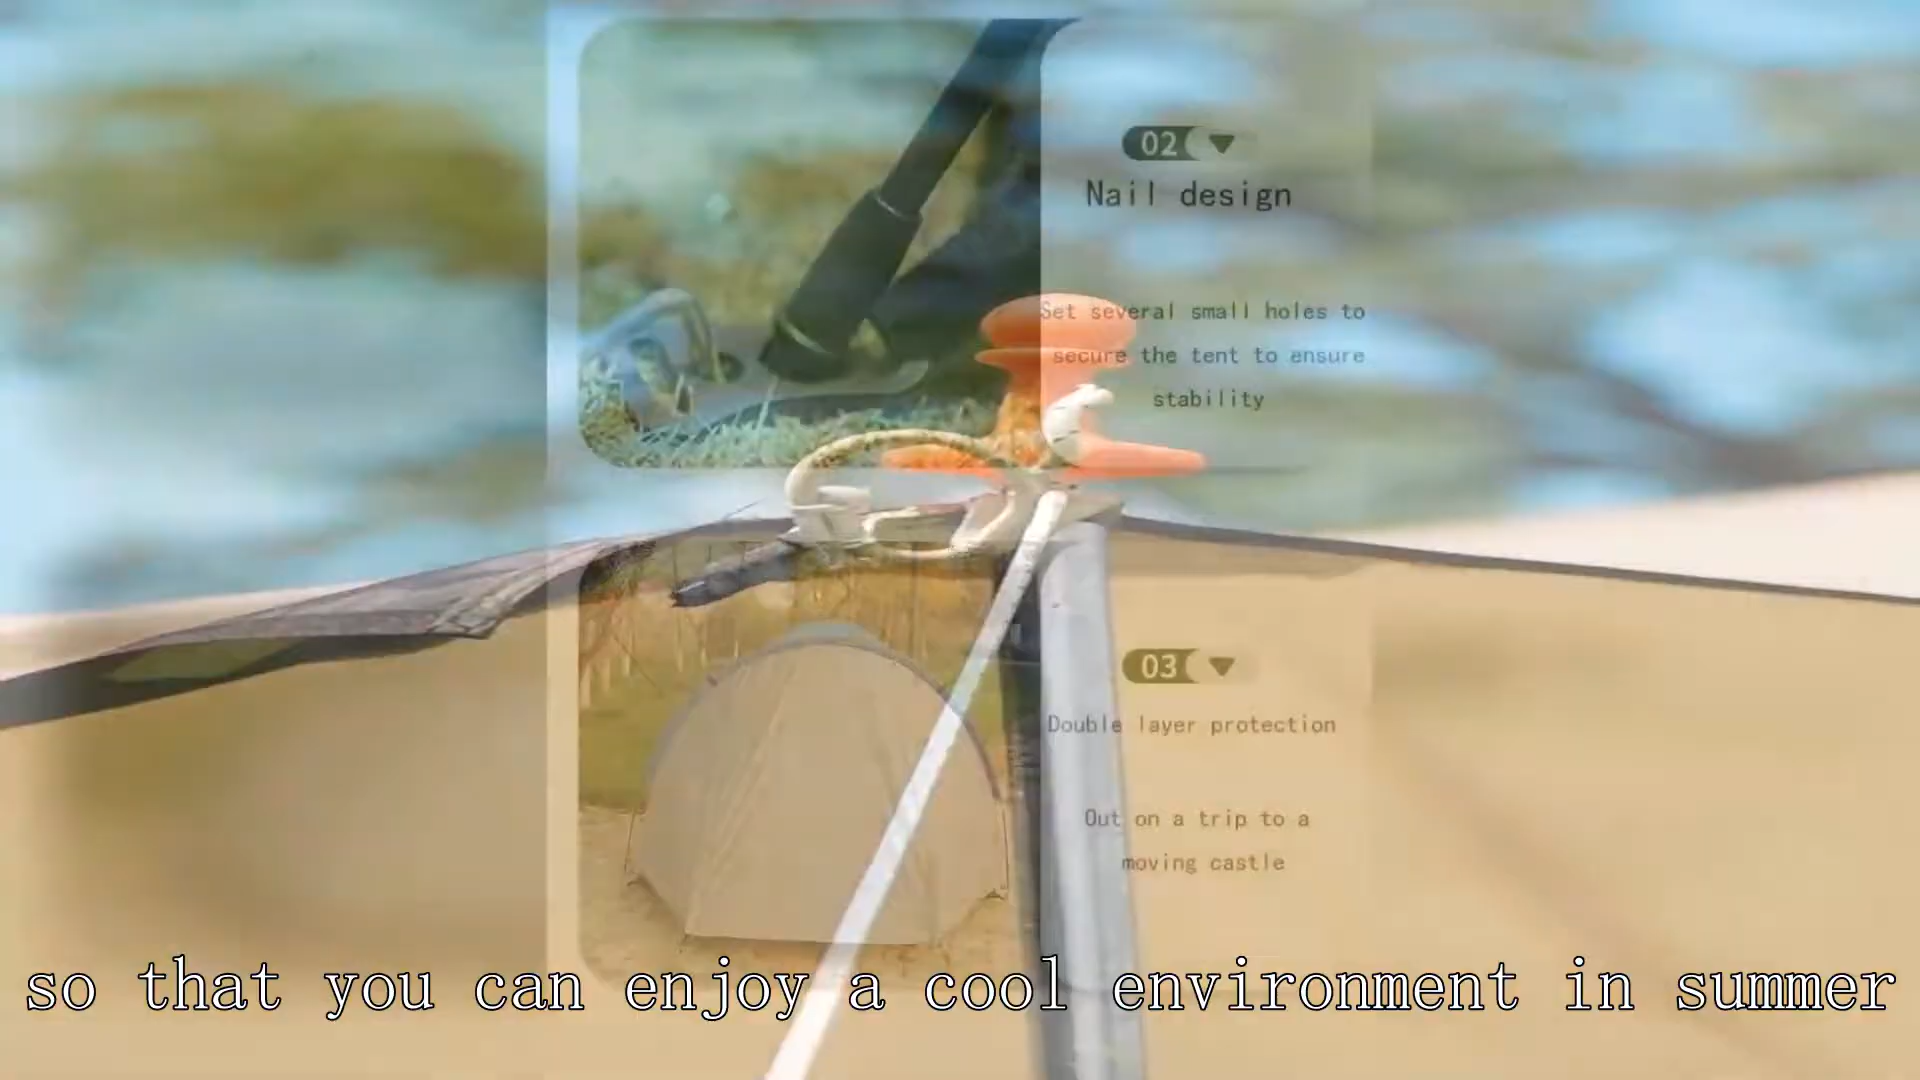 02
Nail design
Set several small holes to
secure the tent to ensure
stability
03
Double layer protection
Out on a trip to a
moving castle
so that you can enjoy a cool environment in summer